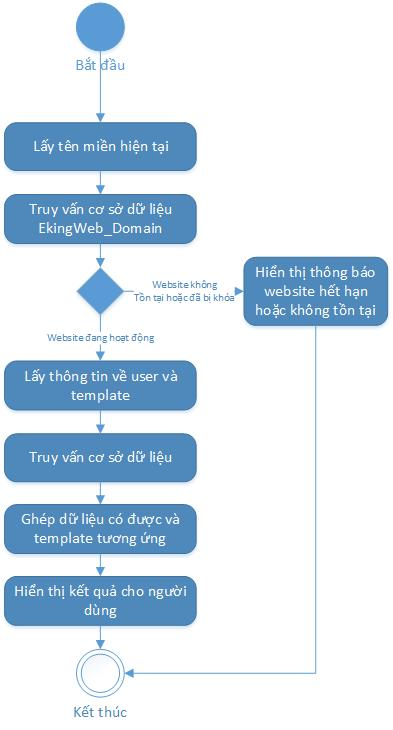 Bắt đầu
Lấy tên miền hiện tại
Truy vấn cơ sở dữ liệu
EkingWeb_Domain
Website không
Tồn tại hoặc đã bị khóa
Hiển thị thông báo
website hết hạn
hoặc không tồn tại
Website đang hoạt động
Lấy thông tin về user và
template
Truy vấn cơ sở dữ liệu
Ghép dữ liệu có được và
template tương ứng
Hiển thị kết quả cho người
dùng
Kết thúc